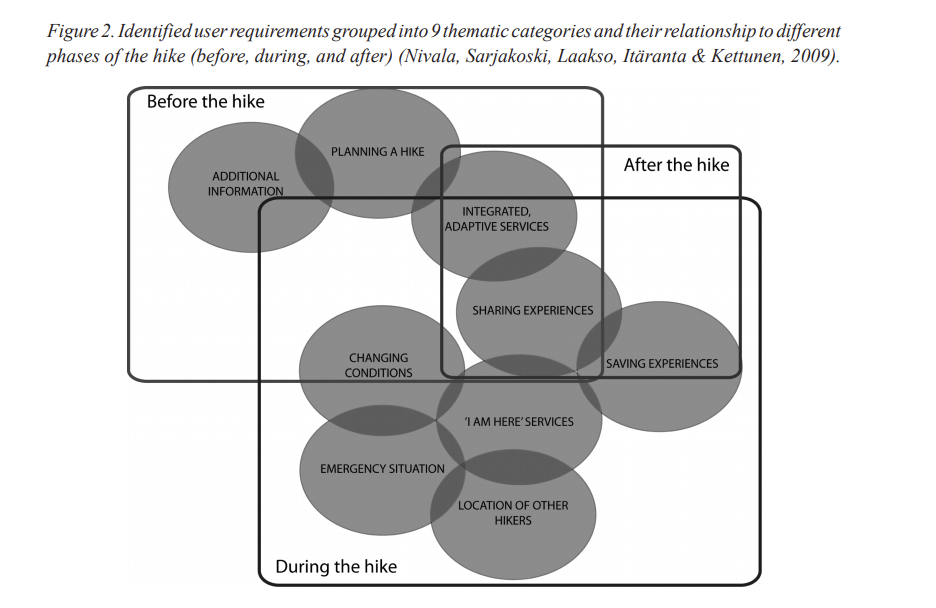 Figure 2. Identified user requirements grouped into 9 thematic categories and their relationship to different
phases of the hike (before, during, and after) (Nivala, Sarjakoski, Laakso, Itäranta & Kettunen, 2009).
Before the hike
PLANNING A HIKE
After the hike
ADDITIONAL
INFORMATION
INTEGRATED,
ADAPTIVE SERVICES
SHARING EXPERIENCES
CHANGING
CONDITIONS
SAVING EXPERIENCES
'I AM HERE' SERVICES
EMERGENCY SITUATION
LOCATION OF OTHER
HIKERS
During the hike